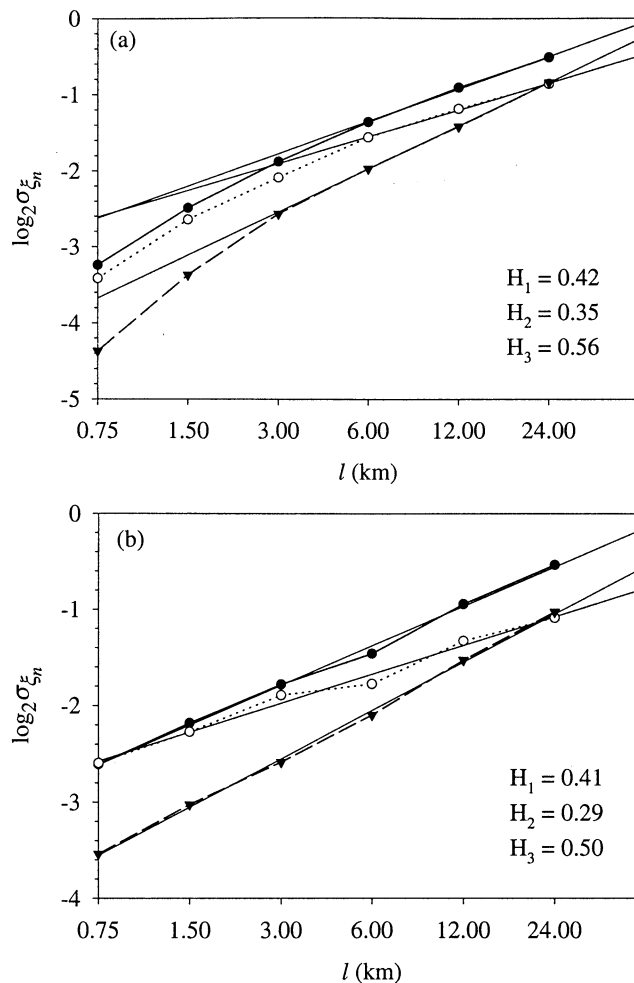 (a)
0
-1
-2
-3
-4
-5
log₂σ_ξₙ
H₁ = 0.42
H₂ = 0.35
H₃ = 0.56
0.75 1.50 3.00 6.00 12.00 24.00
l (km)
(b)
0
-1
-2
-3
-4
log₂σ_ξₙ
H₁ = 0.41
H₂ = 0.29
H₃ = 0.50
0.75 1.50 3.00 6.00 12.00 24.00
l (km)